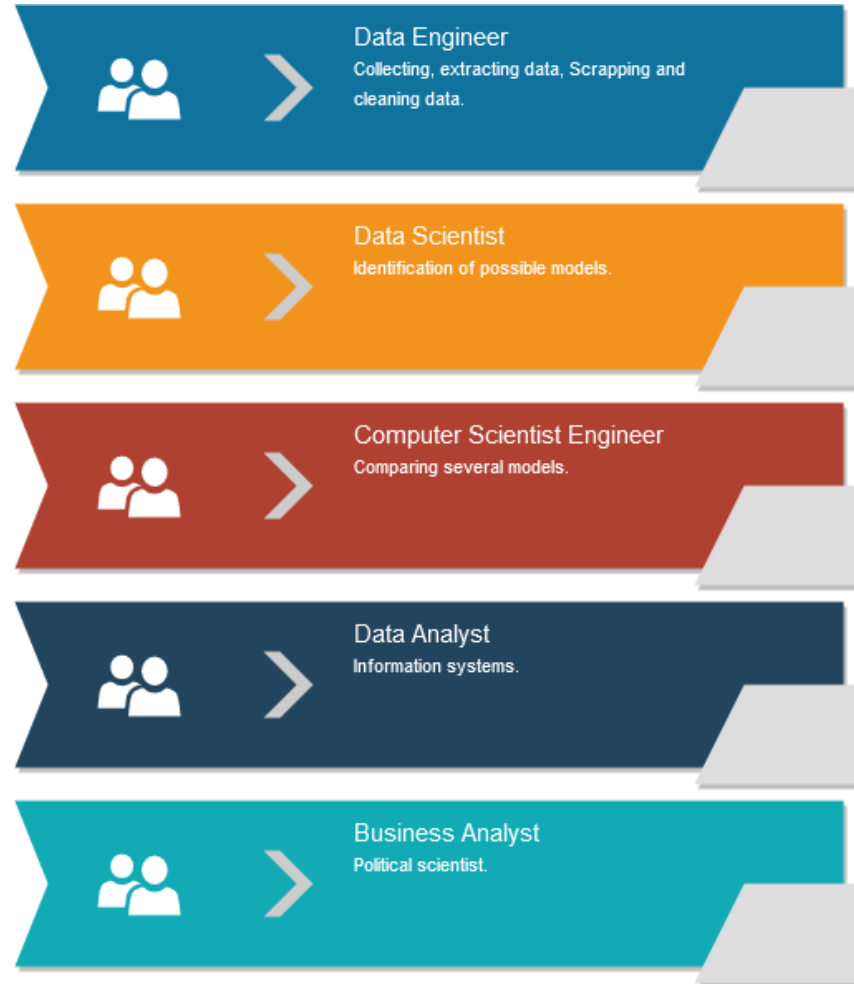 Data Engineer
Collecting, extracting data, Scrapping and
cleaning data.
Data Scientist
Identification of possible models.
Computer Scientist Engineer
Comparing several models.
Data Analyst
Information systems.
Business Analyst
Political scientist.